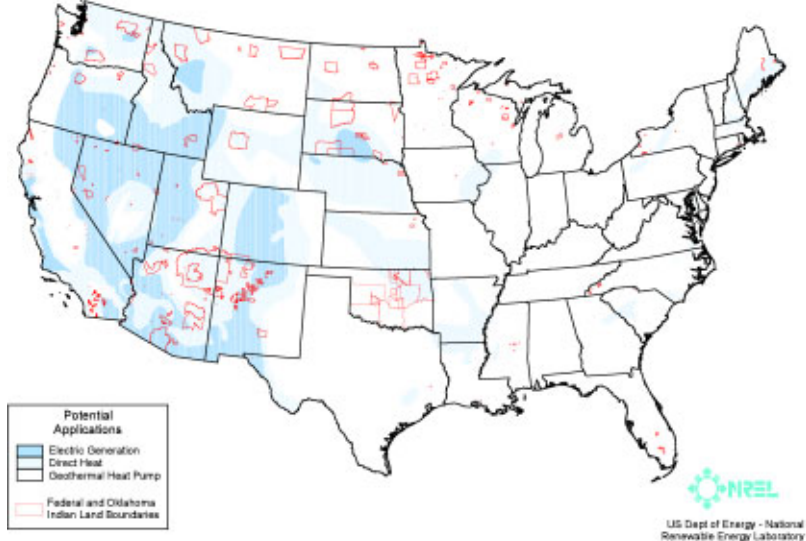 Potential
Applications
Electric Generation
Direct Heat
Geothermal Heat Pump
Federal and Oklahoma
Indian Land Boundaries
NREL
US Dept of Energy - National
Renewable Energy Laboratory